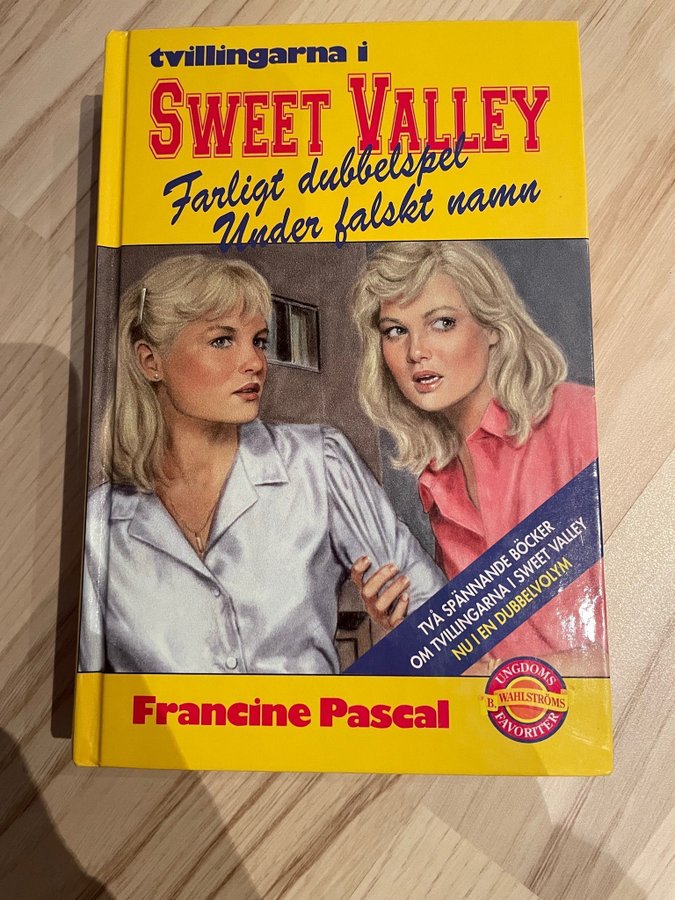 tvillingarna i
SWEET VALLEY
Farligt dubbelspel
Under falskt namn
TVÅ SPÄNNANDE BÖCKER
OM TVILLINGARNA I SWEET VALLEY
NU I EN DUBBELVOLYM
Francine Pascal
UNGDOMS
B. WAHLSTRÖMS
FAVORITER